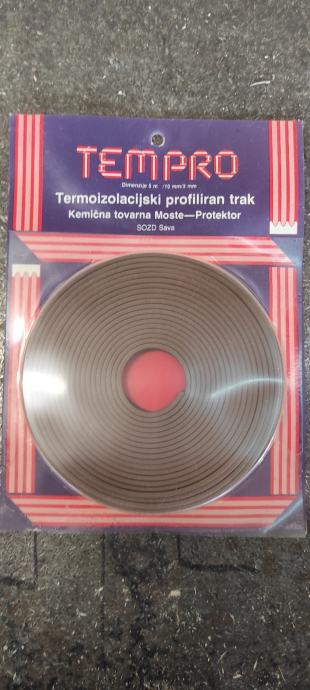 TEMPRO
Dimenzije 5 m /10 mm/3 mm
Termoizolacijski profiliran trak
Kemična tovarna Moste—Protektor
SOZD Sava